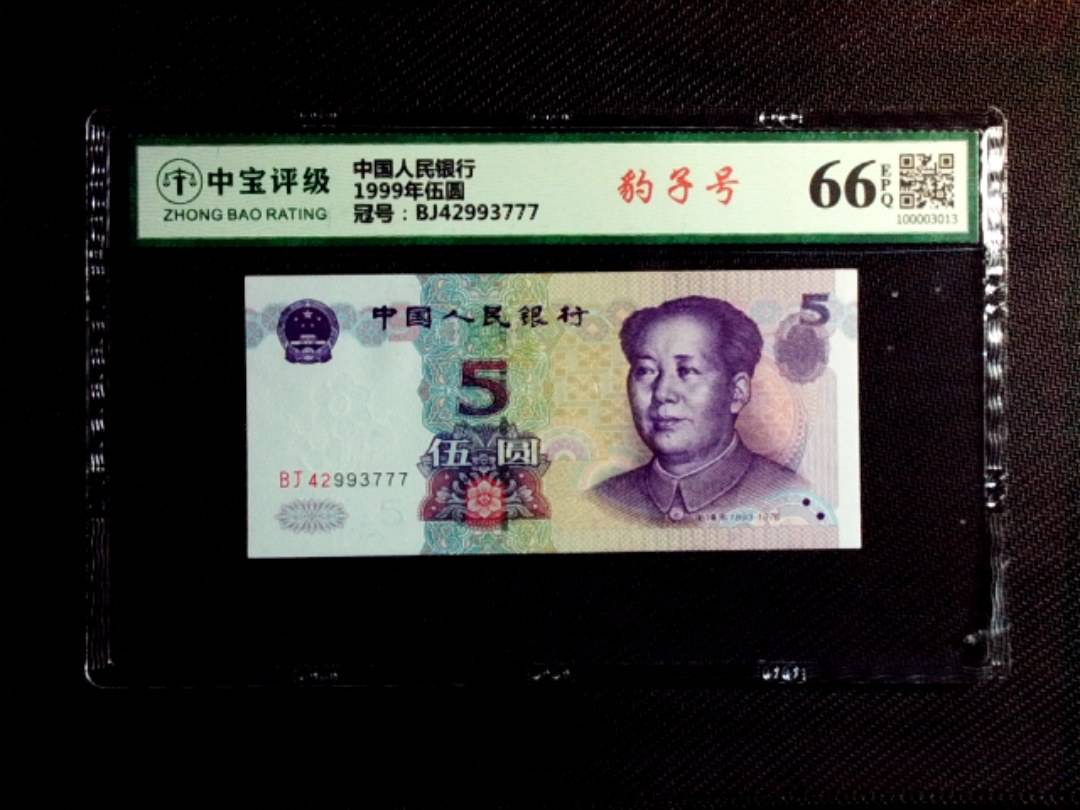 中宝评级
ZHONG BAO RATING
中国人民银行
1999年伍圆
冠号：BJ42993777
豹子号
66
EPQ
100003013
中国人民银行
5
5
伍圆
BJ42993777